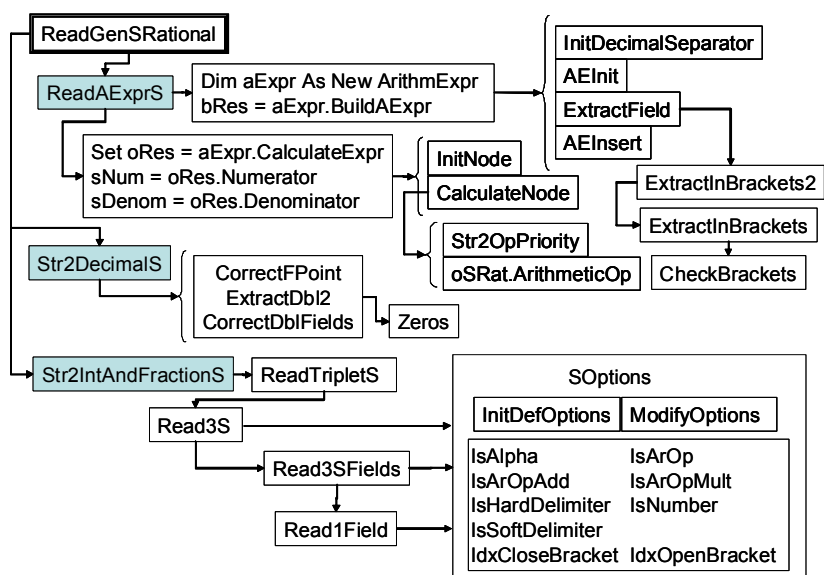 ReadGenSRational
ReadAExprS
Dim aExpr As New ArithmExpr
bRes = aExpr.BuildAExpr
InitDecimalSeparator
AEInit
ExtractField
AEInsert
Set oRes = aExpr.CalculateExpr
sNum = oRes.Numerator
sDenom = oRes.Denominator
InitNode
CalculateNode
ExtractInBrackets2
ExtractInBrackets
CheckBrackets
Str2OpPriority
oSRat.ArithmeticOp
Str2DecimalS
CorrectFPoint
ExtractDbl2
CorrectDblFields
Zeros
Str2IntAndFractionS
ReadTripletS
Read3S
Read3SFields
Read1Field
SOptions
InitDefOptions
ModifyOptions
IsAlpha IsArOp
IsArOpAdd IsArOpMult
IsHardDelimiter IsNumber
IsSoftDelimiter
IdxCloseBracket IdxOpenBracket